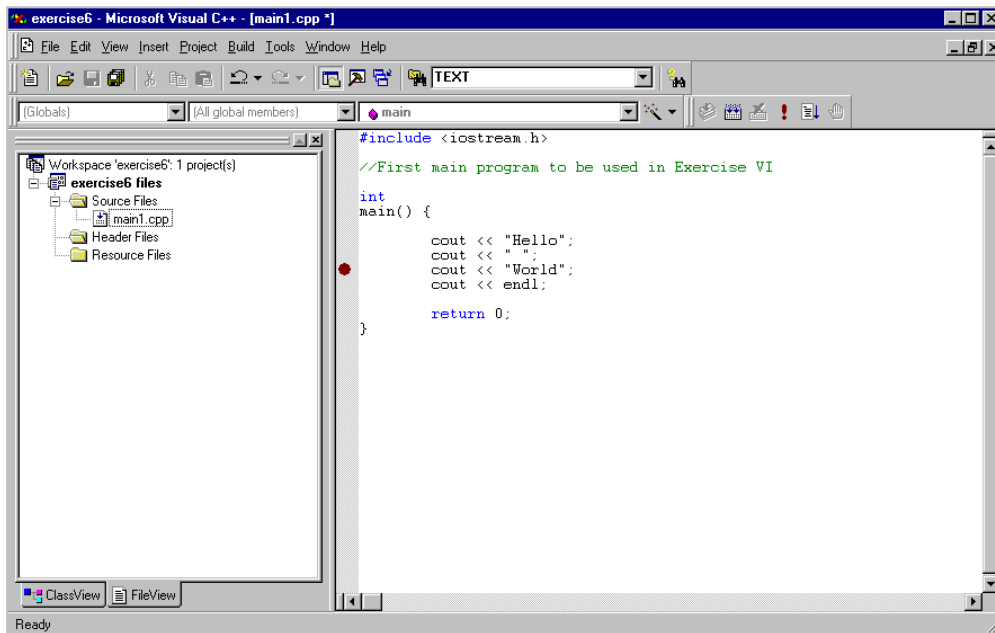 exercise6 - Microsoft Visual C++ - [main1.cpp *]
File Edit View Insert Project Build Tools Window Help
TEXT
(Globals) (All global members) main
Workspace 'exercise6': 1 project(s)
exercise6 files
Source Files
main1.cpp
Header Files
Resource Files
#include <iostream.h>
//First main program to be used in Exercise VI
int
main() {
cout << "Hello";
cout << " ";
cout << "World";
cout << endl;
return 0;
}
ClassView FileView
Ready